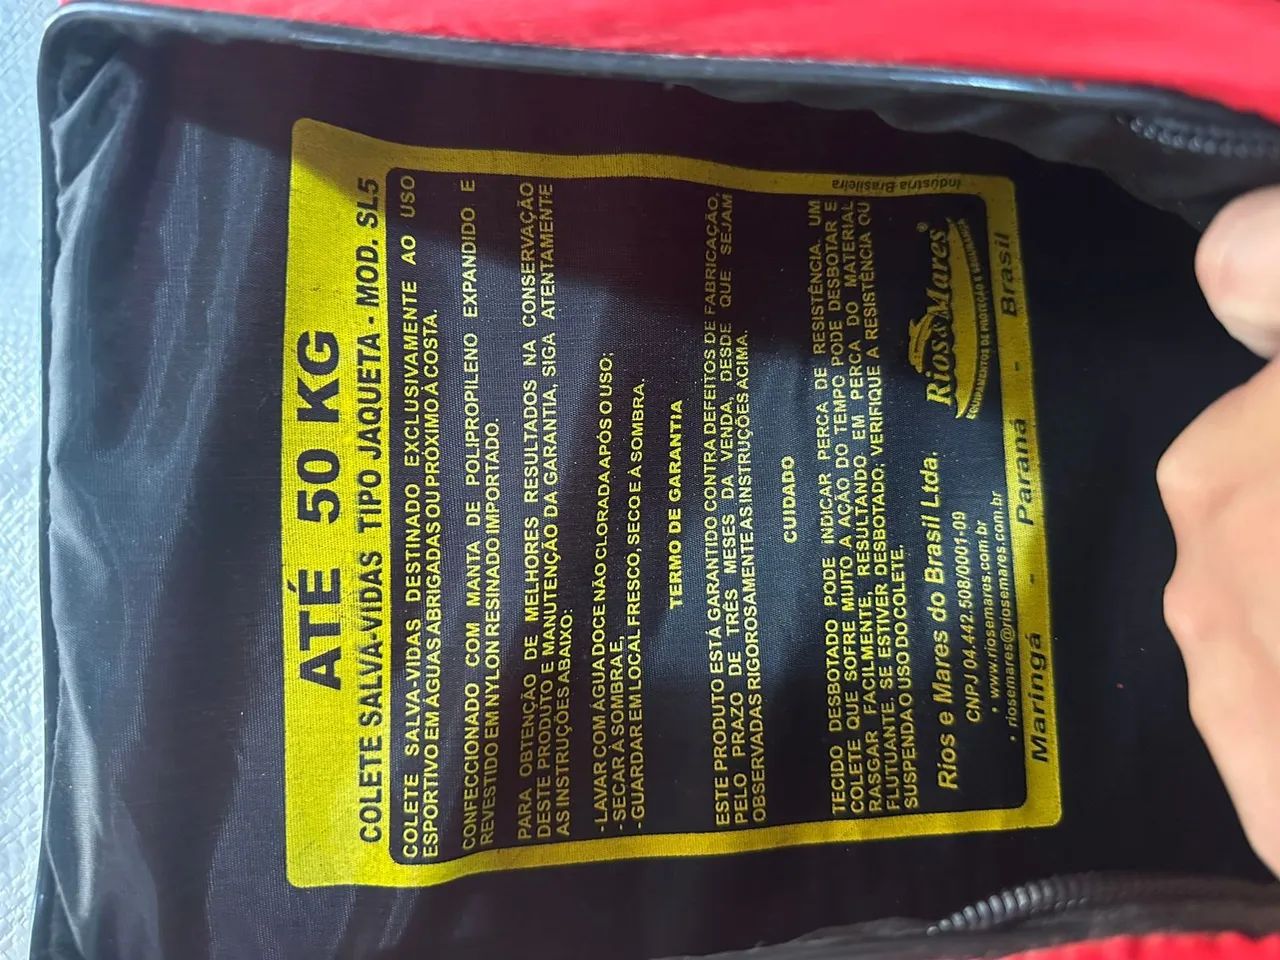 ATÉ 50 KG
COLETE SALVA-VIDAS TIPO JAQUETA - MOD. SL5
COLETE SALVA-VIDAS DESTINADO EXCLUSIVAMENTE AO USO
ESPORTIVO EM ÁGUAS ABRIGADAS OU PRÓXIMO À COSTA.
CONFECCIONADO COM MANTA DE POLIPROPILENO EXPANDIDO E
REVESTIDO EM NYLON RESINADO IMPORTADO.
PARA OBTENÇÃO DE MELHORES RESULTADOS NA CONSERVAÇÃO
DESTE PRODUTO E MANUTENÇÃO DA GARANTIA, SIGA ATENTAMENTE
AS INSTRUÇÕES ABAIXO:
- LAVAR COM ÁGUA DOCE NÃO CLORADA APÓS O USO;
- SECAR À SOMBRA E,
- GUARDAR EM LOCAL FRESCO, SECO E À SOMBRA.
TERMO DE GARANTIA
ESTE PRODUTO ESTÁ GARANTIDO CONTRA DEFEITOS DE FABRICAÇÃO,
PELO PRAZO DE TRÊS MESES DA VENDA, DESDE QUE SEJAM
OBSERVADAS RIGOROSAMENTE AS INSTRUÇÕES ACIMA.
CUIDADO
TECIDO DESBOTADO PODE INDICAR PERCA DE RESISTÊNCIA. UM
COLETE QUE SOFRE MUITO A AÇÃO DO TEMPO PODE DESBOTAR E
RASGAR FACILMENTE, RESULTANDO EM PERCA DO MATERIAL
FLUTUANTE. SE ESTIVER DESBOTADO, VERIFIQUE A RESISTÊNCIA OU
SUSPENDA O USO DO COLETE.
Rios e Mares do Brasil Ltda.
CNPJ 04.442.508/0001-09
• www.riosemares.com.br
• riosemares@riosemares.com.br
Rios & Mares®
EQUIPAMENTOS DE PROTEÇÃO E SEGURANÇA
Indústria Brasileira
Maringá - Paraná - Brasil